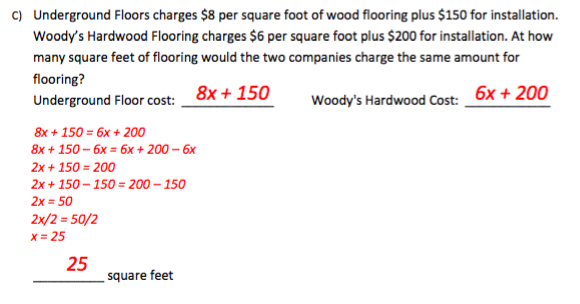 c) Underground Floors charges $8 per square foot of wood flooring plus $150 for installation.
Woody's Hardwood Flooring charges $6 per square foot plus $200 for installation. At how
many square feet of flooring would the two companies charge the same amount for
flooring?
Underground Floor cost: 8x + 150 Woody's Hardwood Cost: 6x + 200
8x + 150 = 6x + 200
8x + 150 – 6x = 6x + 200 – 6x
2x + 150 = 200
2x + 150 – 150 = 200 – 150
2x = 50
2x/2 = 50/2
x = 25
25 square feet